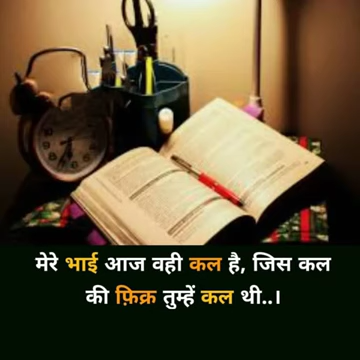 मेरे भाई आज वही कल है, जिस कल
की फ़िक्र तुम्हें कल थी..।